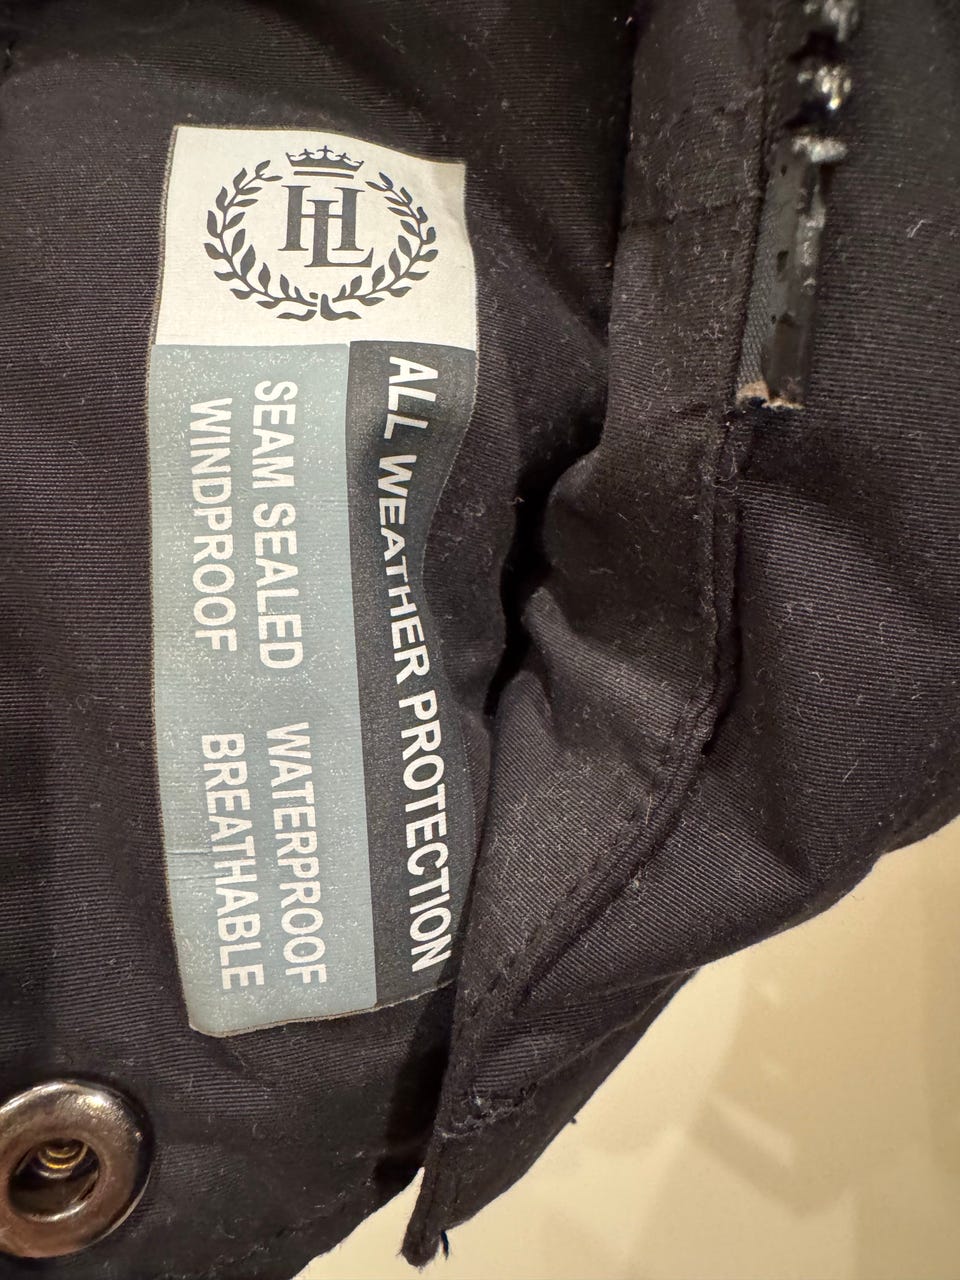 HL
ALL WEATHER PROTECTION
SEAM SEALED WATERPROOF
WINDPROOF BREATHABLE